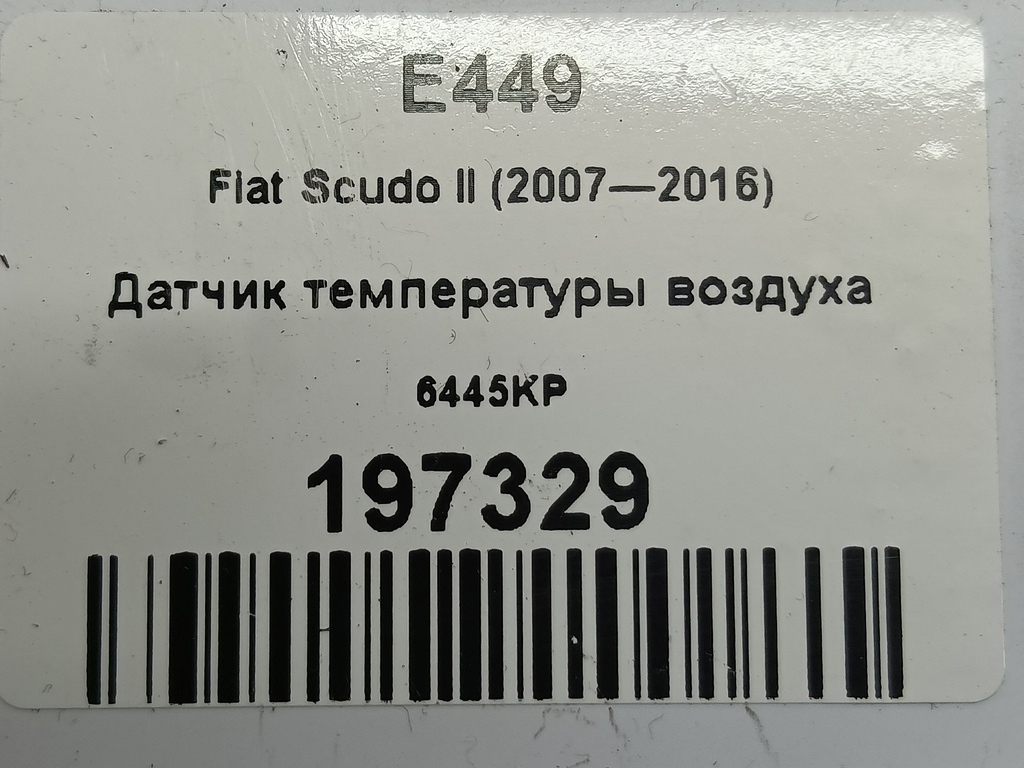 E449
Fiat Scudo II (2007—2016)
Датчик температуры воздуха
6445KP
197329